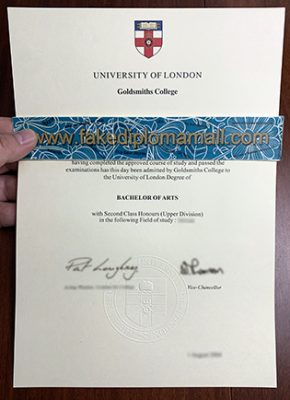 UNIVERSITY OF LONDON
Goldsmiths College
www.fakediplomamall.com
having completed the approved course of study and passed the
examinations has this day been admitted by Goldsmiths College to
the University of London Degree of
BACHELOR OF ARTS
with Second Class Honours (Upper Division)
in the following Field of study :
Vice-Chancellor